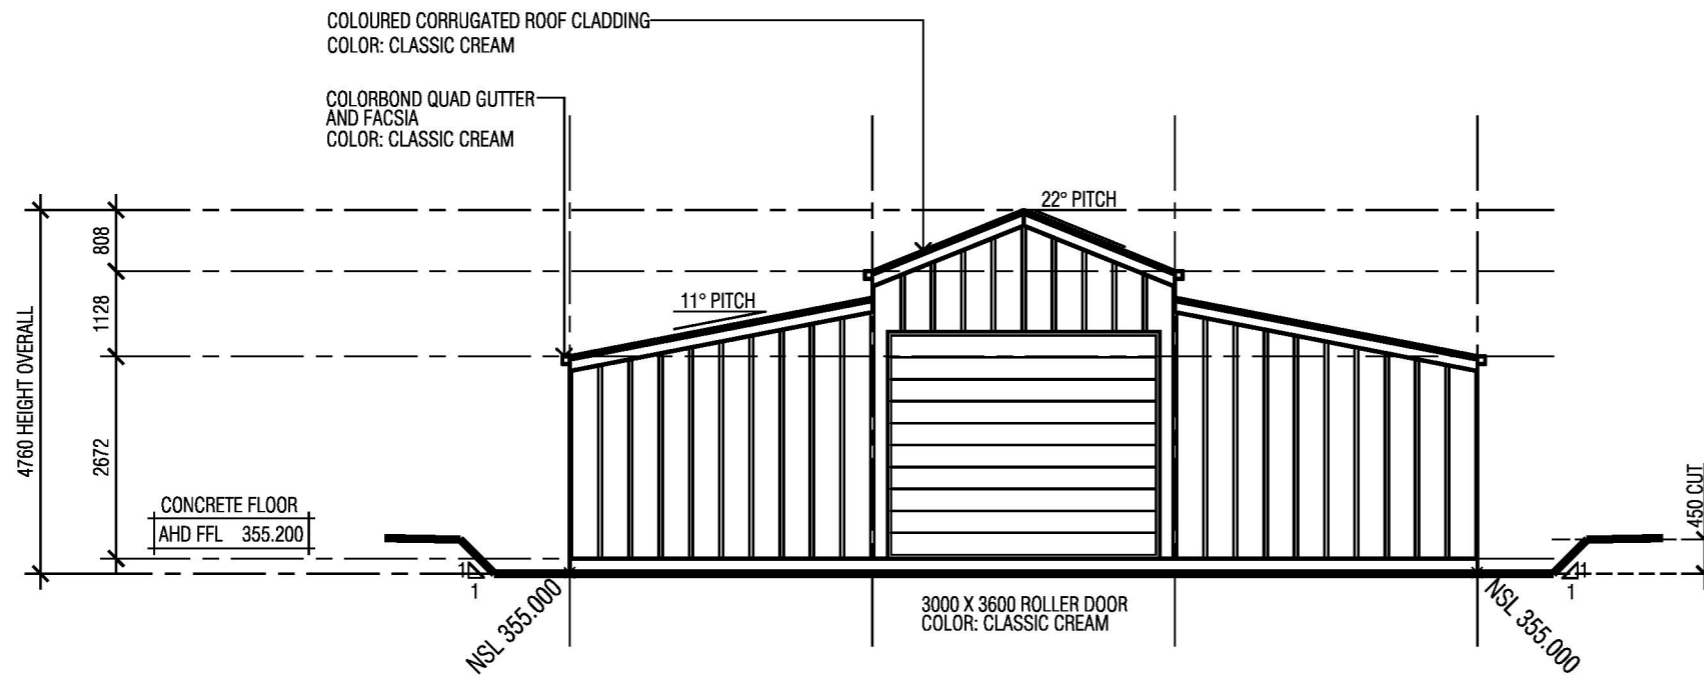 COLOURED CORRUGATED ROOF CLADDING
COLOR: CLASSIC CREAM
COLORBOND QUAD GUTTER
AND FACSIA
COLOR: CLASSIC CREAM
22° PITCH
11° PITCH
808
1128
2672
4760 HEIGHT OVERALL
CONCRETE FLOOR
AHD FFL 355.200
450 CUT
1
1
1
1
NSL 355.000
3000 X 3600 ROLLER DOOR
COLOR: CLASSIC CREAM
NSL 355.000